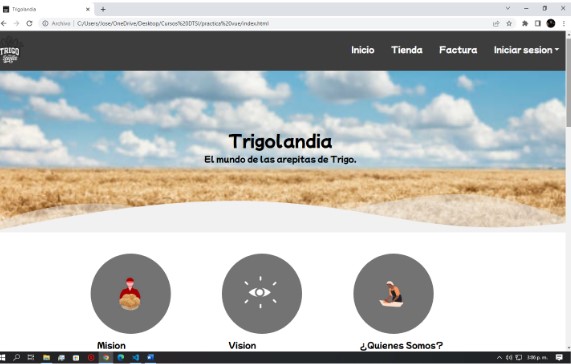 Trigolandia
Archivo | C:/Users/Jose/OneDrive/Desktop/Cursos%20DTSI/practica%20vue/index.html
TRIGO
Inicio Tienda Factura Iniciar sesion
Trigolandia
El mundo de las arepitas de Trigo.
Mision Vision ¿Quienes Somos?
3:06 p. m.